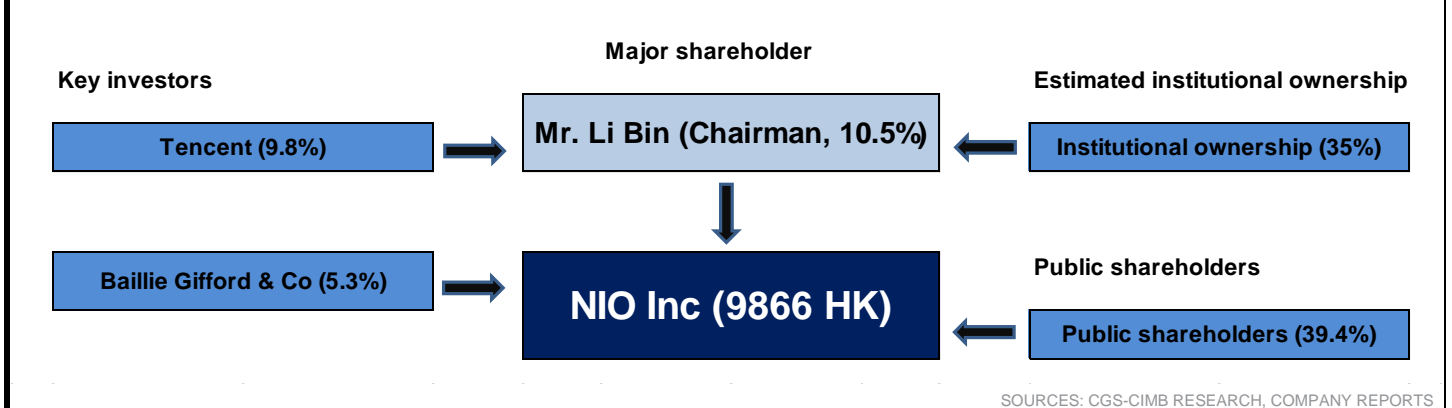 Major shareholder
Key investors
Estimated institutional ownership
Tencent (9.8%)
Mr. Li Bin (Chairman, 10.5%)
Institutional ownership (35%)
Baillie Gifford & Co (5.3%)
NIO Inc (9866 HK)
Public shareholders
Public shareholders (39.4%)
SOURCES: CGS-CIMB RESEARCH, COMPANY REPORTS